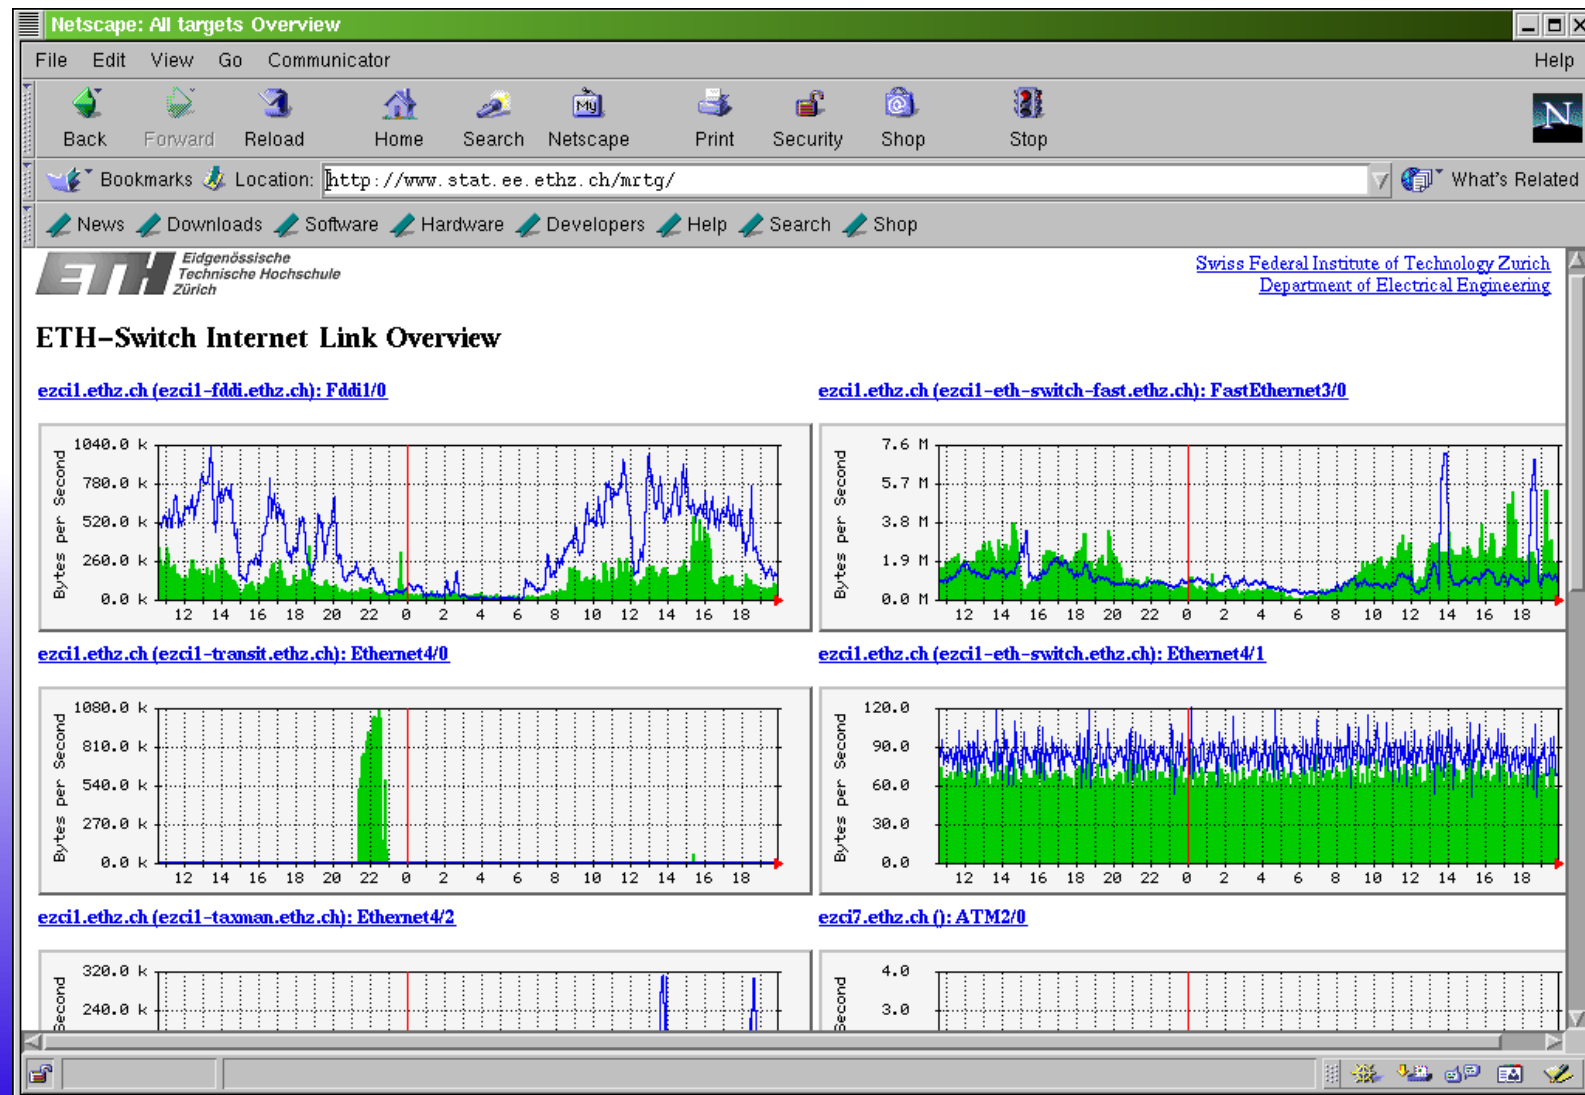 Netscape: All targets Overview
File Edit View Go Communicator Help
Back Forward Reload Home Search Netscape Print Security Shop Stop
My
N
Bookmarks Location: http://www.stat.ee.ethz.ch/mrtg/ What's Related
News Downloads Software Hardware Developers Help Search Shop
ETH Eidgenössische
Technische Hochschule
Zürich
Swiss Federal Institute of Technology Zurich
Department of Electrical Engineering
ETH-Switch Internet Link Overview
ezci1.ethz.ch (ezci1-fddi.ethz.ch): Fddi1/0
Bytes per Second
1040.0 k
780.0 k
520.0 k
260.0 k
0.0 k
12 14 16 18 20 22 0 2 4 6 8 10 12 14 16 18
ezci1.ethz.ch (ezci1-eth-switch-fast.ethz.ch): FastEthernet3/0
Bytes per Second
7.6 M
5.7 M
3.8 M
1.9 M
0.0 M
12 14 16 18 20 22 0 2 4 6 8 10 12 14 16 18
ezci1.ethz.ch (ezci1-transit.ethz.ch): Ethernet4/0
Bytes per Second
1080.0 k
810.0 k
540.0 k
270.0 k
0.0 k
12 14 16 18 20 22 0 2 4 6 8 10 12 14 16 18
ezci1.ethz.ch (ezci1-eth-switch.ethz.ch): Ethernet4/1
Bytes per Second
120.0
90.0
60.0
30.0
0.0
12 14 16 18 20 22 0 2 4 6 8 10 12 14 16 18
ezci1.ethz.ch (ezci1-taxman.ethz.ch): Ethernet4/2
Second
320.0 k
240.0 k
ezci7.ethz.ch (): ATM2/0
Second
4.0
3.0